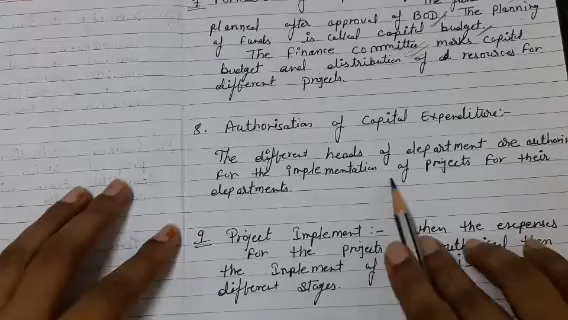 planned after approval of BOD. The planning
of funds is called capital budget.
The finance committee marks capital
budget and distribution of resources for
different projects.
8. Authorisation of Capital Expenditure:-
The different heads of department are
for the implementation of projects for their
departments.
9 Project Implement:- when the expenses
for the projects then
the Implement of
different stages.